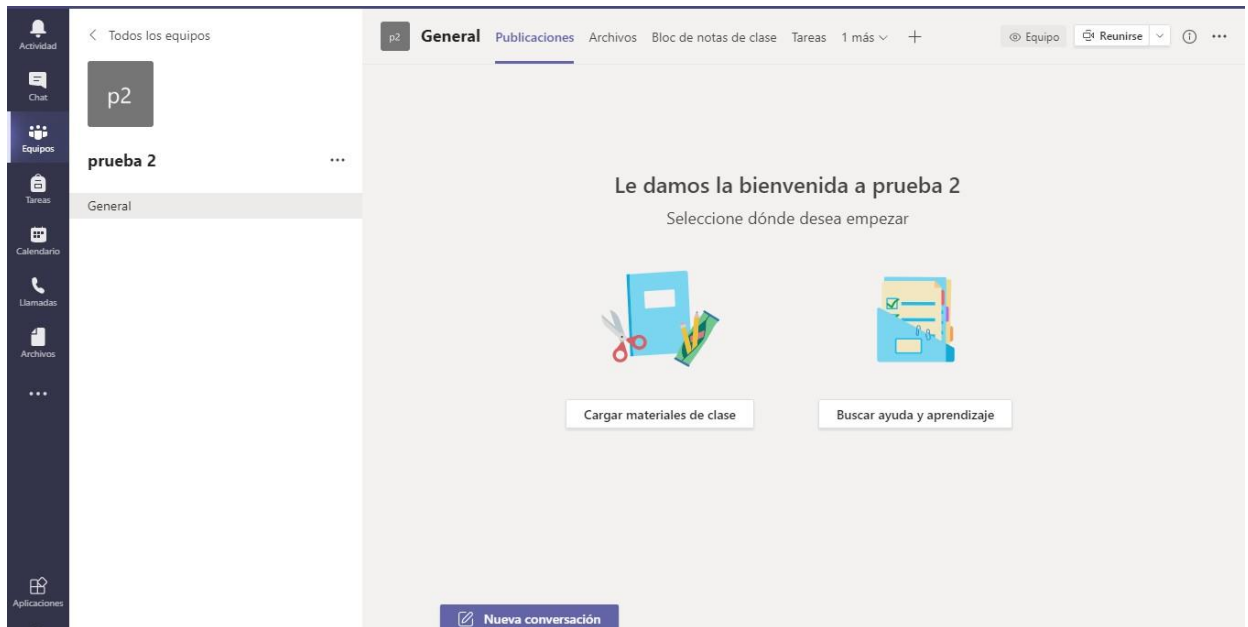 Actividad
Chat
Equipos
Tareas
Calendario
Llamadas
Archivos
Aplicaciones
Todos los equipos
p2
prueba 2
General
p2 General Publicaciones Archivos Bloc de notas de clase Tareas 1 más Equipo Reunirse
Le damos la bienvenida a prueba 2
Seleccione dónde desea empezar
Cargar materiales de clase Buscar ayuda y aprendizaje
Nueva conversación